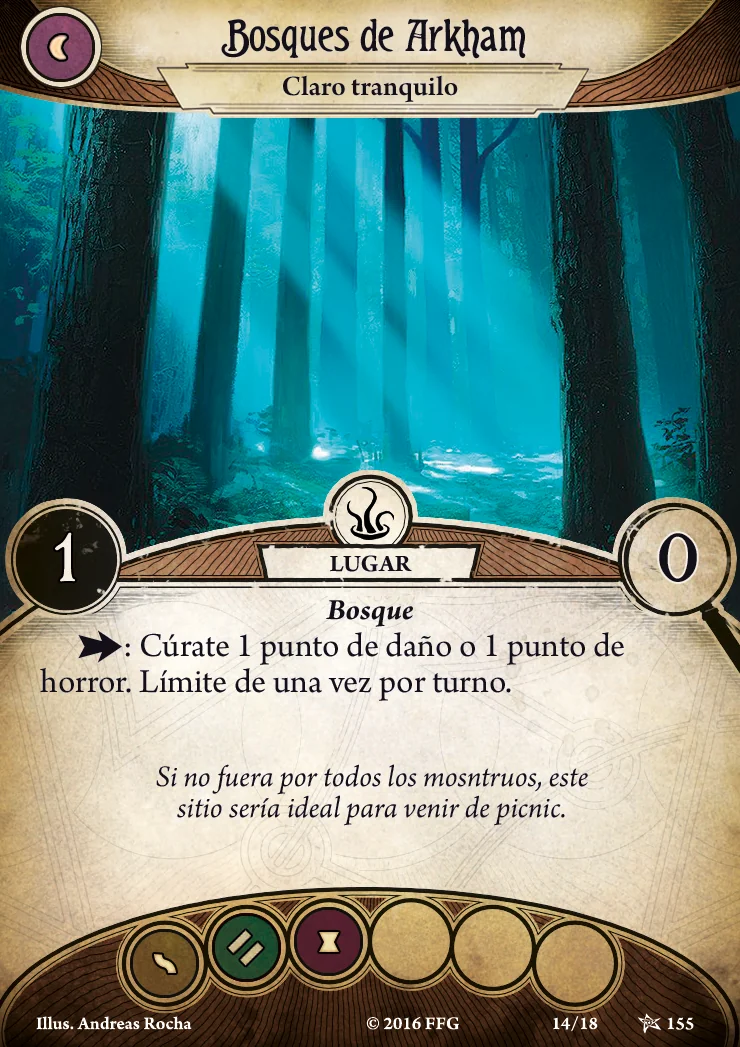 Bosques de Arkham
Claro tranquilo
1
0
LUGAR
Bosque
: Cúrate 1 punto de daño o 1 punto de
horror. Límite de una vez por turno.
Si no fuera por todos los mosntruos, este
sitio sería ideal para venir de picnic.
Illus. Andreas Rocha
© 2016 FFG
14/18
155